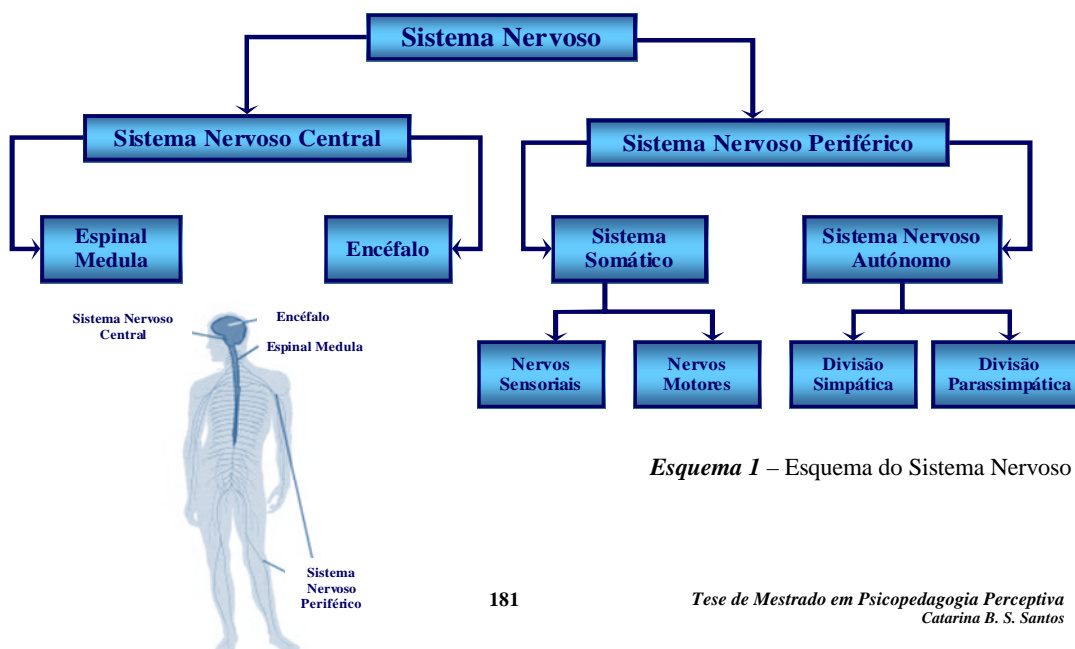 Sistema Nervoso
Sistema Nervoso Central
Sistema Nervoso Periférico
Espinal
Medula
Encéfalo
Sistema
Somático
Sistema Nervoso
Autónomo
Nervos
Sensoriais
Nervos
Motores
Divisão
Simpática
Divisão
Parassimpática
Sistema Nervoso
Central
Encéfalo
Espinal Medula
Sistema
Nervoso
Periférico
Esquema 1 – Esquema do Sistema Nervoso
181
Tese de Mestrado em Psicopedagogia Perceptiva
Catarina B. S. Santos